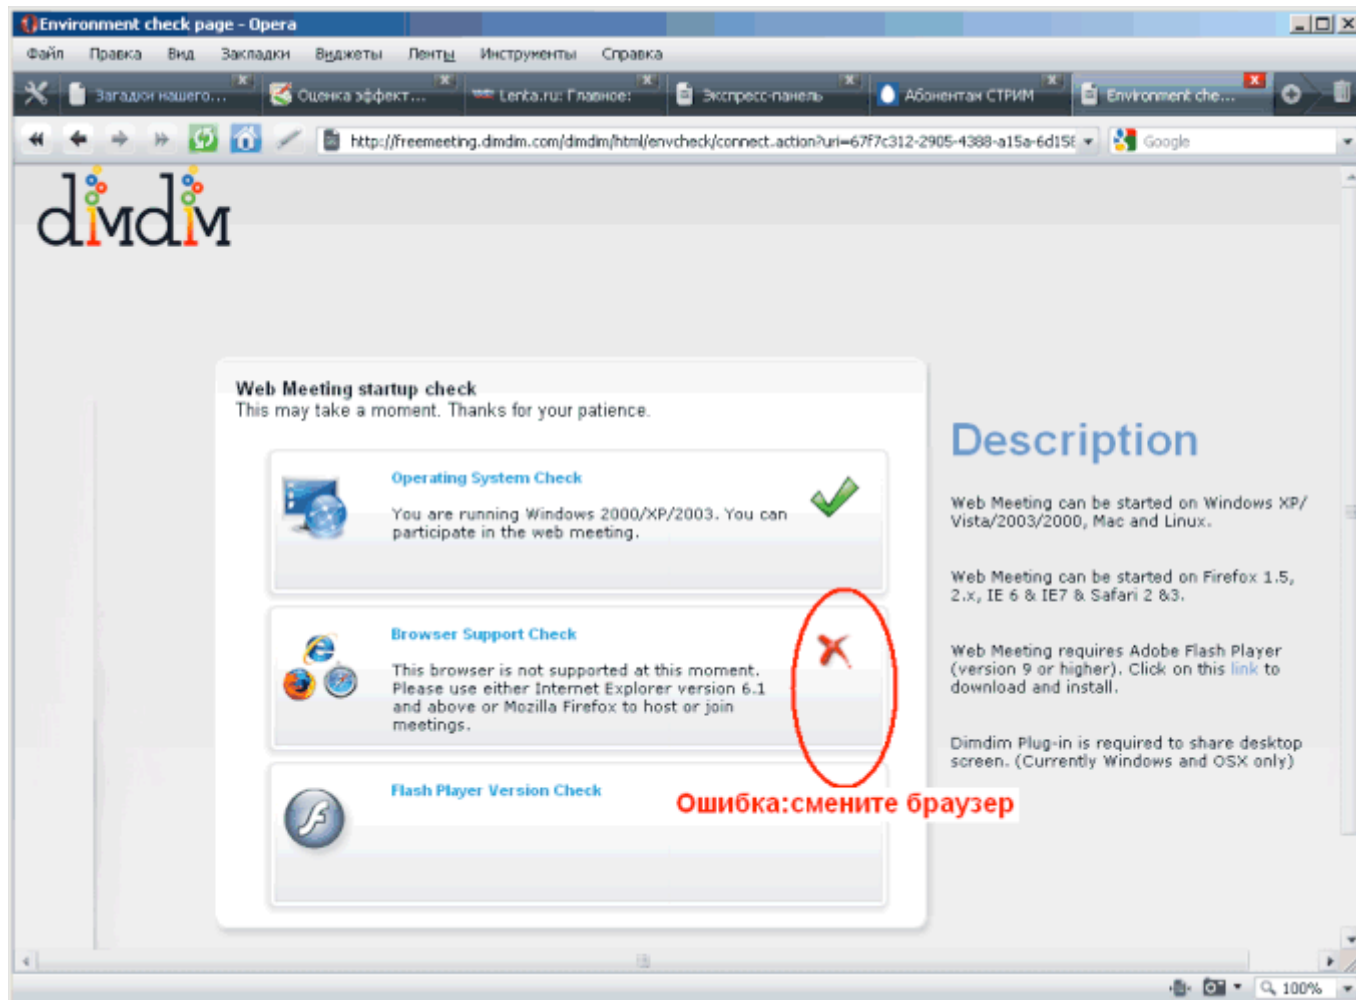 Environment check page - Opera
Файл Правка Вид Закладки Виджеты Ленты Инструменты Справка
Загадки нашего... Оценка эффект... Lenta.ru: Главное: Экспресс-панель Абонентам СТРИМ Environment che...
http://freemeeting.dimdim.com/dimdim/html/envcheck/connect.action?uri=67f7c312-2905-4388-a15a-6d158 Google
dimdim
Web Meeting startup check
This may take a moment. Thanks for your patience.
Operating System Check
You are running Windows 2000/XP/2003. You can
participate in the web meeting.
Browser Support Check
This browser is not supported at this moment.
Please use either Internet Explorer version 6.1
and above or Mozilla Firefox to host or join
meetings.
Flash Player Version Check
Ошибка:смените браузер
Description
Web Meeting can be started on Windows XP/
Vista/2003/2000, Mac and Linux.
Web Meeting can be started on Firefox 1.5,
2.x, IE 6 & IE7 & Safari 2 &3.
Web Meeting requires Adobe Flash Player
(version 9 or higher). Click on this link to
download and install.
Dimdim Plug-in is required to share desktop
screen. (Currently Windows and OSX only)
100%